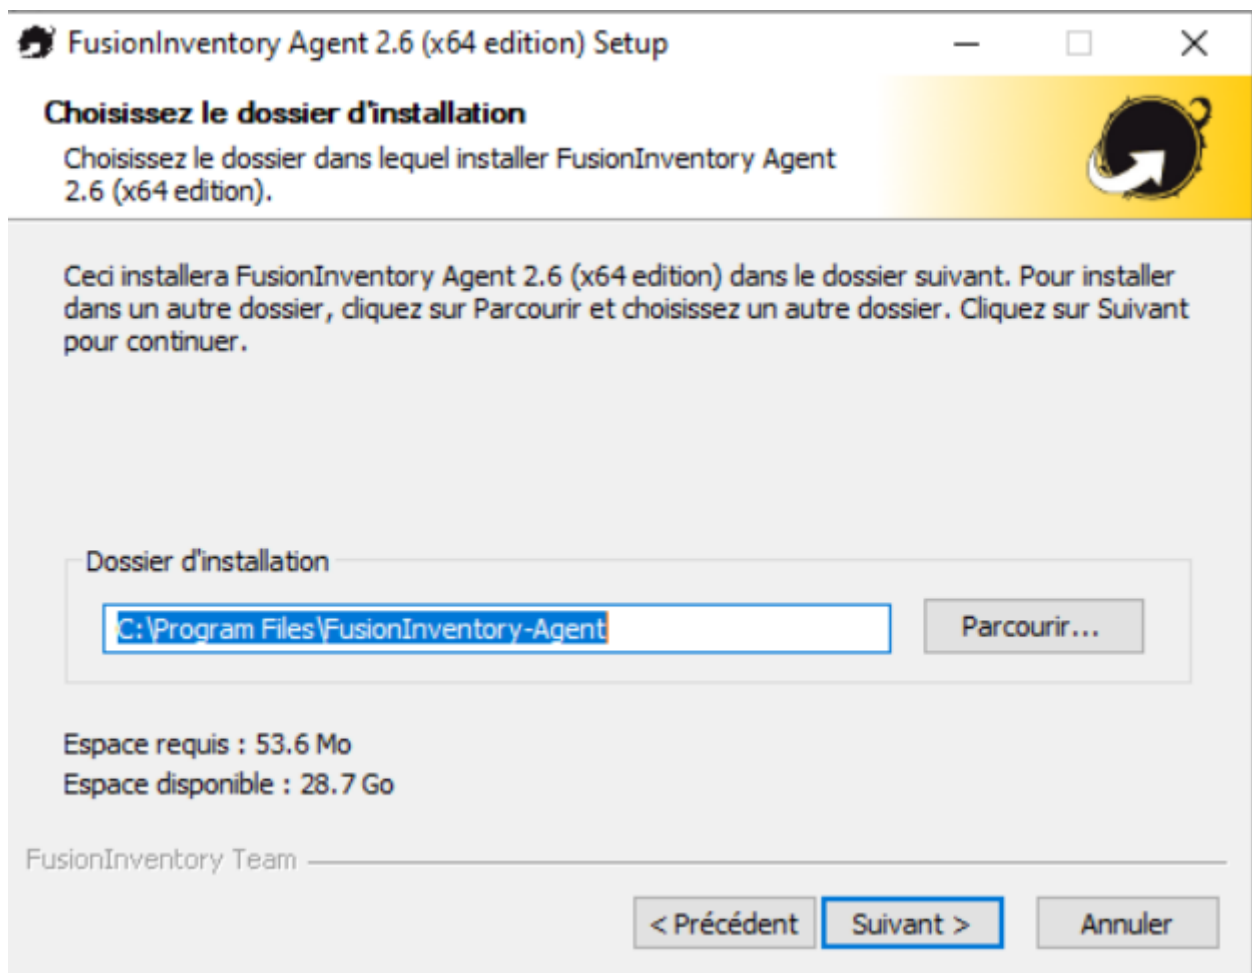 FusionInventory Agent 2.6 (x64 edition) Setup
Choisissez le dossier d'installation
Choisissez le dossier dans lequel installer FusionInventory Agent
2.6 (x64 edition).
Ceci installera FusionInventory Agent 2.6 (x64 edition) dans le dossier suivant. Pour installer
dans un autre dossier, cliquez sur Parcourir et choisissez un autre dossier. Cliquez sur Suivant
pour continuer.
Dossier d'installation
C:\Program Files\FusionInventory-Agent
Parcourir...
Espace requis : 53.6 Mo
Espace disponible : 28.7 Go
FusionInventory Team
< Précédent
Suivant >
Annuler